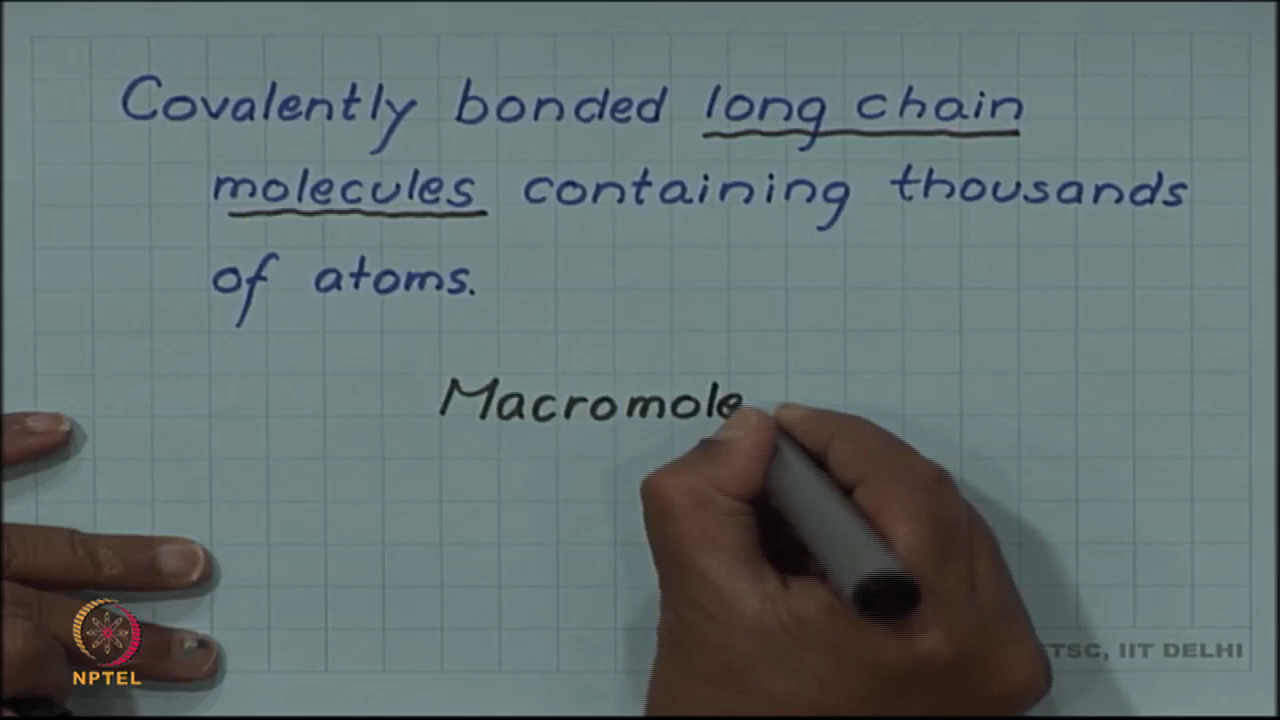 Covalently bonded long chain
molecules containing thousands
of atoms.
Macromole
NPTEL
TSC, IIT DELHI